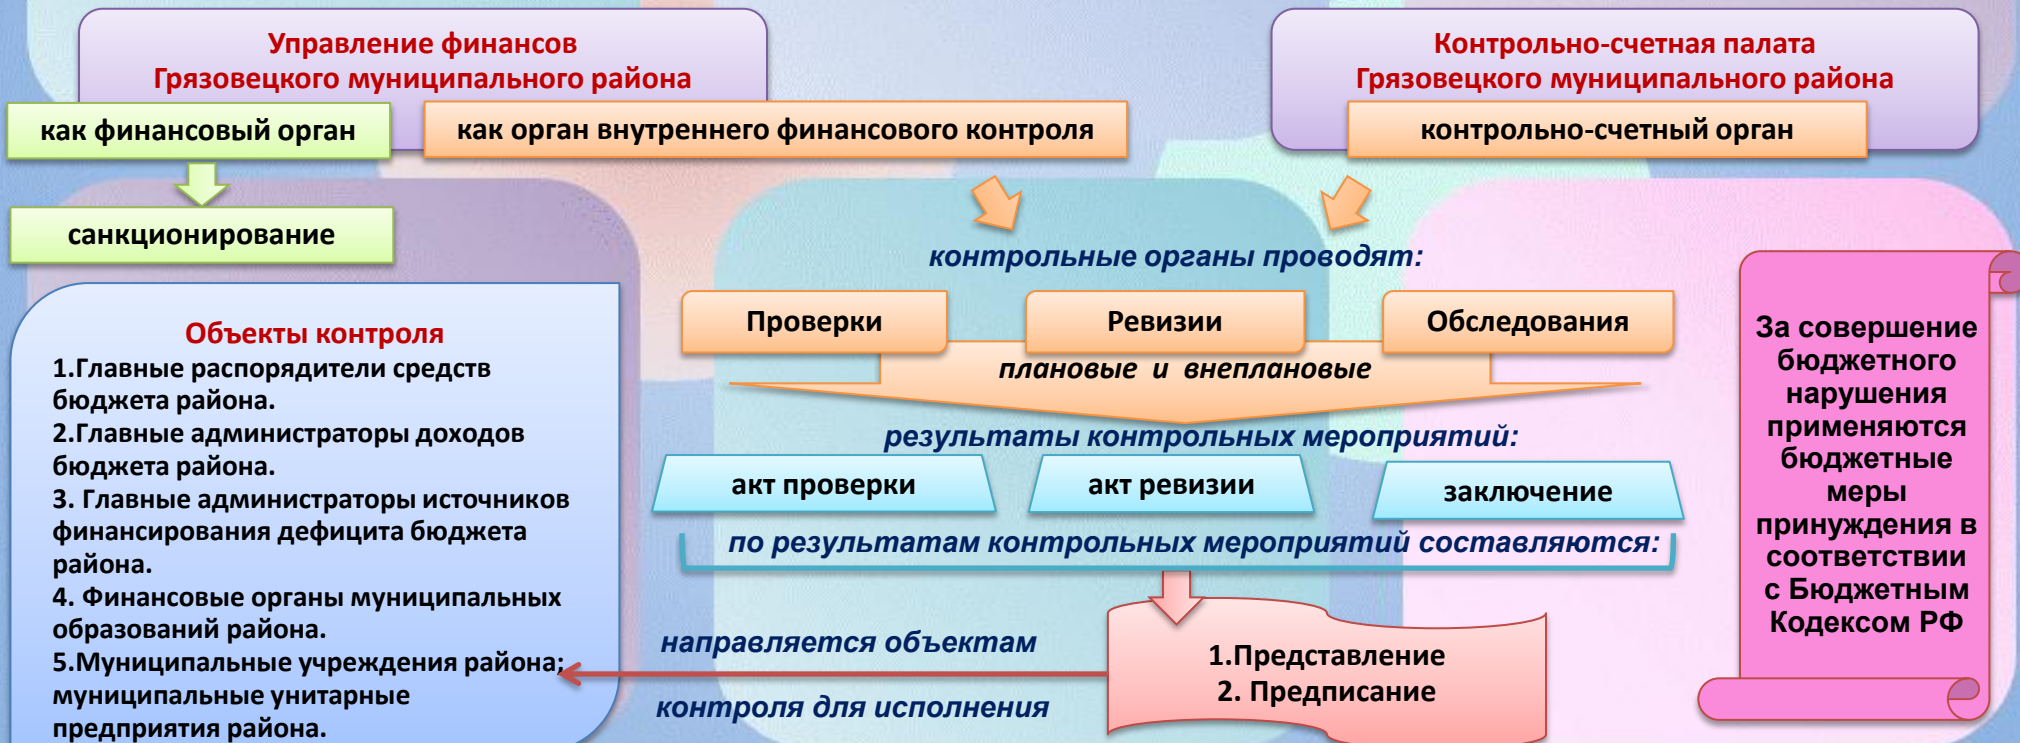 Управление финансов
Грязовецкого муниципального района
как финансовый орган
как орган внутреннего финансового контроля
Контрольно-счетная палата
Грязовецкого муниципального района
контрольно-счетный орган
санкционирование
контрольные органы проводят:
Проверки
Ревизии
Обследования
плановые и внеплановые
результаты контрольных мероприятий:
акт проверки
акт ревизии
заключение
по результатам контрольных мероприятий составляются:
1.Представление
2. Предписание
направляется объектам
контроля для исполнения
Объекты контроля
1.Главные распорядители средств
бюджета района.
2.Главные администраторы доходов
бюджета района.
3. Главные администраторы источников
финансирования дефицита бюджета
района.
4. Финансовые органы муниципальных
образований района.
5.Муниципальные учреждения района;
муниципальные унитарные
предприятия района.
За совершение
бюджетного
нарушения
применяются
бюджетные
меры
принуждения в
соответствии
с Бюджетным
Кодексом РФ